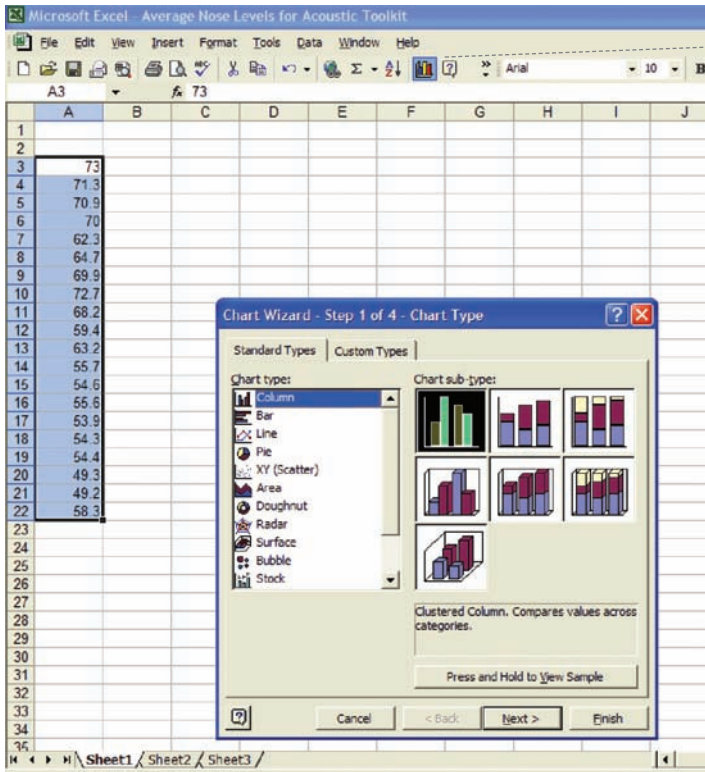 Microsoft Excel - Average Nose Levels for Acoustic Toolkit
File Edit View Insert Format Tools Data Window Help
Σ Arial 10 B
A3 fx 73
A B C D E F G H I J
1
2
3 73
4 71.3
5 70.9
6 70
7 62.3
8 64.7
9 69.9
10 72.7
11 68.2
12 59.4
13 63.2
14 55.7
15 54.6
16 55.6
17 53.9
18 54.3
19 54.4
20 49.3
21 49.2
22 58.3
23
24
25
26
27
28
29
30
31
32
33
34
35
Chart Wizard - Step 1 of 4 - Chart Type
Standard Types Custom Types
Chart type: Chart sub-type:
Column
Bar
Line
Pie
XY (Scatter)
Area
Doughnut
Radar
Surface
Bubble
Stock
Clustered Column. Compares values across
categories.
Press and Hold to View Sample
Cancel < Back Next > Finish
Sheet1 Sheet2 Sheet3